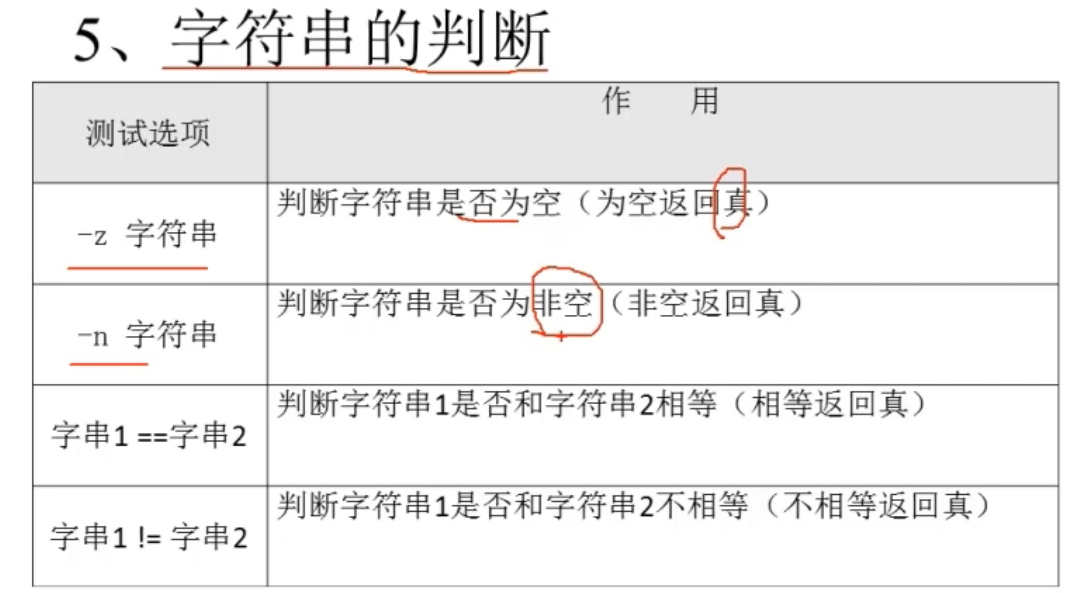 5、字符串的判断
测试选项
作 用
-z 字符串
判断字符串是否为空（为空返回真）
-n 字符串
判断字符串是否为非空（非空返回真）
字串1 ==字串2
判断字符串1是否和字符串2相等（相等返回真）
字串1 != 字串2
判断字符串1是否和字符串2不相等（不相等返回真）